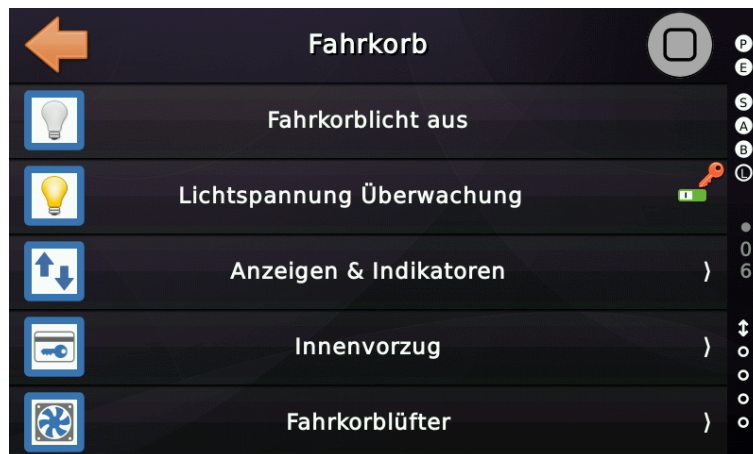 Fahrkorb
Fahrkorblicht aus
Lichtspannung Überwachung
Anzeigen & Indikatoren
Innenvorzug
Fahrkorblüfter
P
E
S
A
B
L
0
6